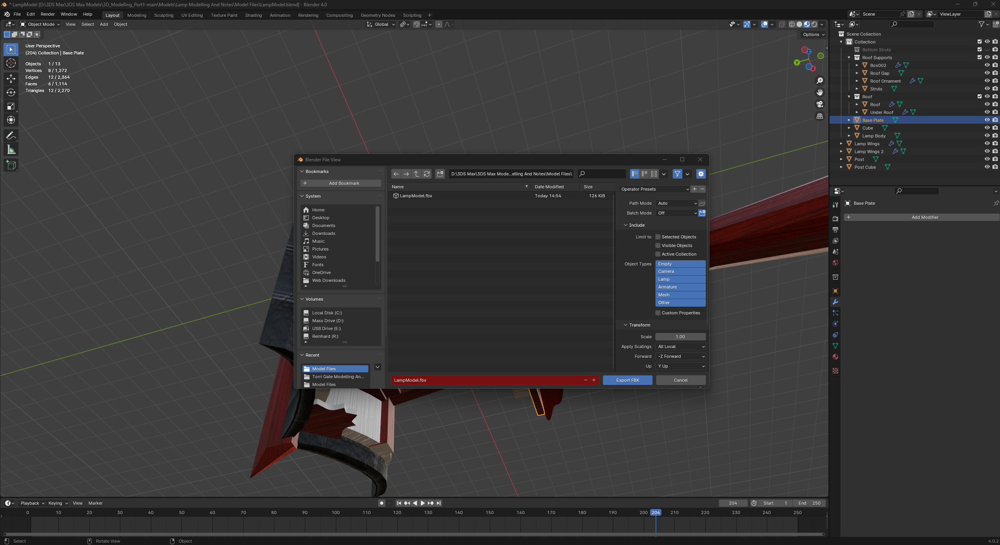 * LampModel [D:\3DS Max\3DS Max Models\3D_Modelling_Port1-main\Models\Lamp Modelling And Notes\Model Files\LampModel.blend] - Blender 4.0
File Edit Render Window Help Layout Modeling Sculpting UV Editing Texture Paint Shading Animation Rendering Compositing Geometry Nodes Scripting + Scene ViewLayer
Object Mode View Select Add Object Global
Options
User Perspective
(204) Collection | Base Plate
Objects 1 / 13
Vertices 8 / 1,272
Edges 12 / 2,364
Faces 6 / 1,114
Triangles 12 / 2,270
Z
Y
X
Scene Collection
Collection
Bottom Struts
Roof Supports
Box002
Roof Gap
Roof Ornament
Struts
Roof
Roof
Under Roof
Base Plate
Cube
Lamp Body
Lamp Wings
Lamp Wings 2
Post
Post Cube
Base Plate
Add Modifier
Blender File View
Bookmarks
Add Bookmark
System
Home
Desktop
Documents
Downloads
Music
Pictures
Videos
Fonts
OneDrive
Web Downloads
Volumes
Local Disk (C:)
Mass Drive (D:)
USB Drive (E:)
Reinhard (R:)
Recent
Model Files
Torri Gate Modelling An...
Model Files
D:\3DS Max\3DS Max Mode...elling And Notes\Model Files\
Name Date Modified Size
LampModel.fbx Today 14:54 126 KiB
Operator Presets
Path Mode Auto
Batch Mode Off
Include
Limit to Selected Objects
Visible Objects
Active Collection
Object Types Empty
Camera
Lamp
Armature
Mesh
Other
Custom Properties
Transform
Scale 1.00
Apply Scalings All Local
Forward -Z Forward
Up Y Up
LampModel.fbx Export FBX Cancel
Playback Keying View Marker 204 Start 1 End 250
0 10 20 30 40 50 60 70 80 90 100 110 120 130 140 150 160 170 180 190 200 204 210 220 230 240 250
Select Rotate View Object 4.0.2